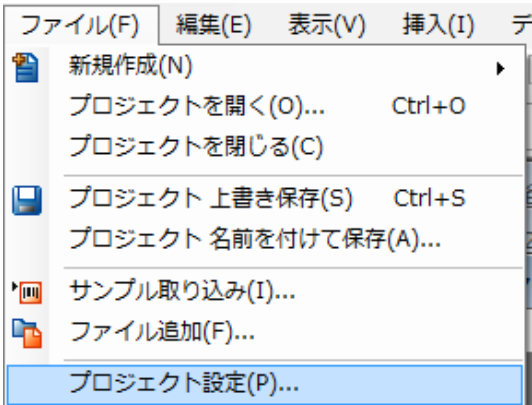 ファイル(F) 編集(E) 表示(V) 挿入(I)
新規作成(N)
プロジェクトを開く(O)... Ctrl+O
プロジェクトを閉じる(C)
プロジェクト 上書き保存(S) Ctrl+S
プロジェクト 名前を付けて保存(A)...
サンプル取り込み(I)...
ファイル追加(F)...
プロジェクト設定(P)...